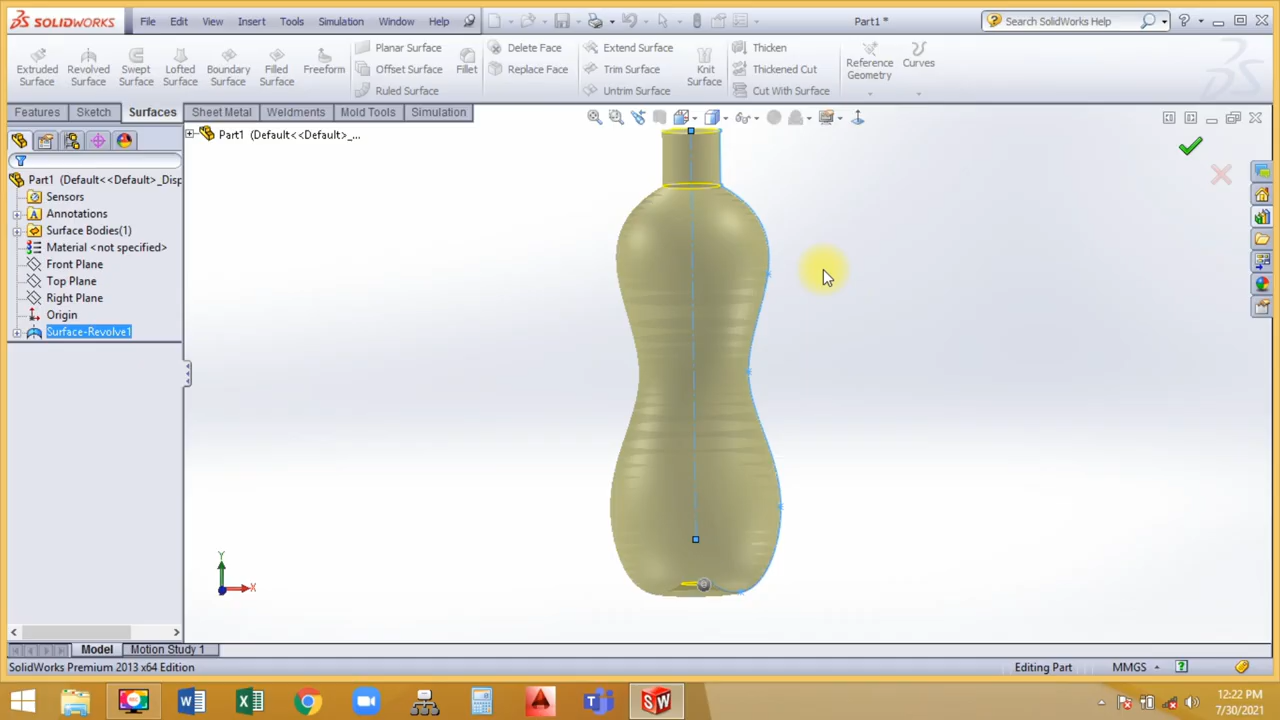 SOLIDWORKS File Edit View Insert Tools Simulation Window Help Part1 * Search SolidWorks Help
Extruded Surface
Revolved Surface
Swept Surface
Lofted Surface
Boundary Surface
Filled Surface
Freeform
Planar Surface
Offset Surface
Ruled Surface
Fillet
Delete Face
Replace Face
Extend Surface
Trim Surface
Untrim Surface
Knit Surface
Thicken
Thickened Cut
Cut With Surface
Reference Geometry
Curves
Features Sketch Surfaces Sheet Metal Weldments Mold Tools Simulation
Part1 (Default<<Default>_...
Part1 (Default<<Default>_Disp
Sensors
Annotations
Surface Bodies(1)
Material <not specified>
Front Plane
Top Plane
Right Plane
Origin
Surface-Revolve1
Y
X
Model Motion Study 1
SolidWorks Premium 2013 x64 Edition Editing Part MMGS
12:22 PM
7/30/2021